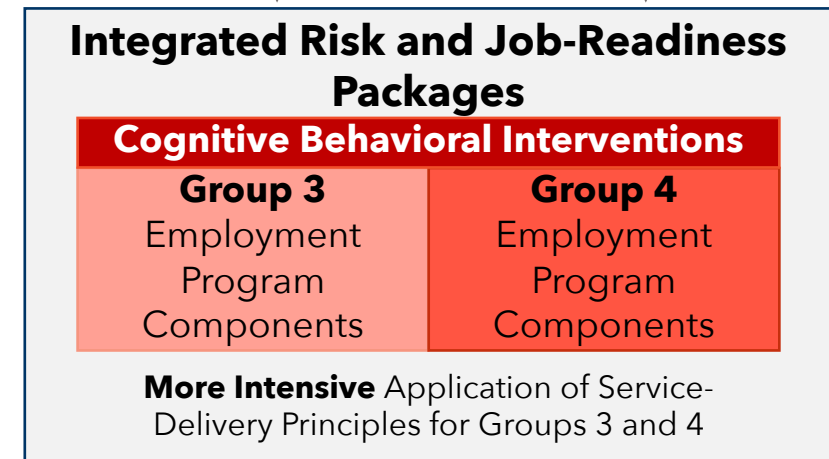 Integrated Risk and Job-Readiness
Packages
Cognitive Behavioral Interventions
Group 3
Employment
Program
Components
Group 4
Employment
Program
Components
More Intensive Application of Service-
Delivery Principles for Groups 3 and 4